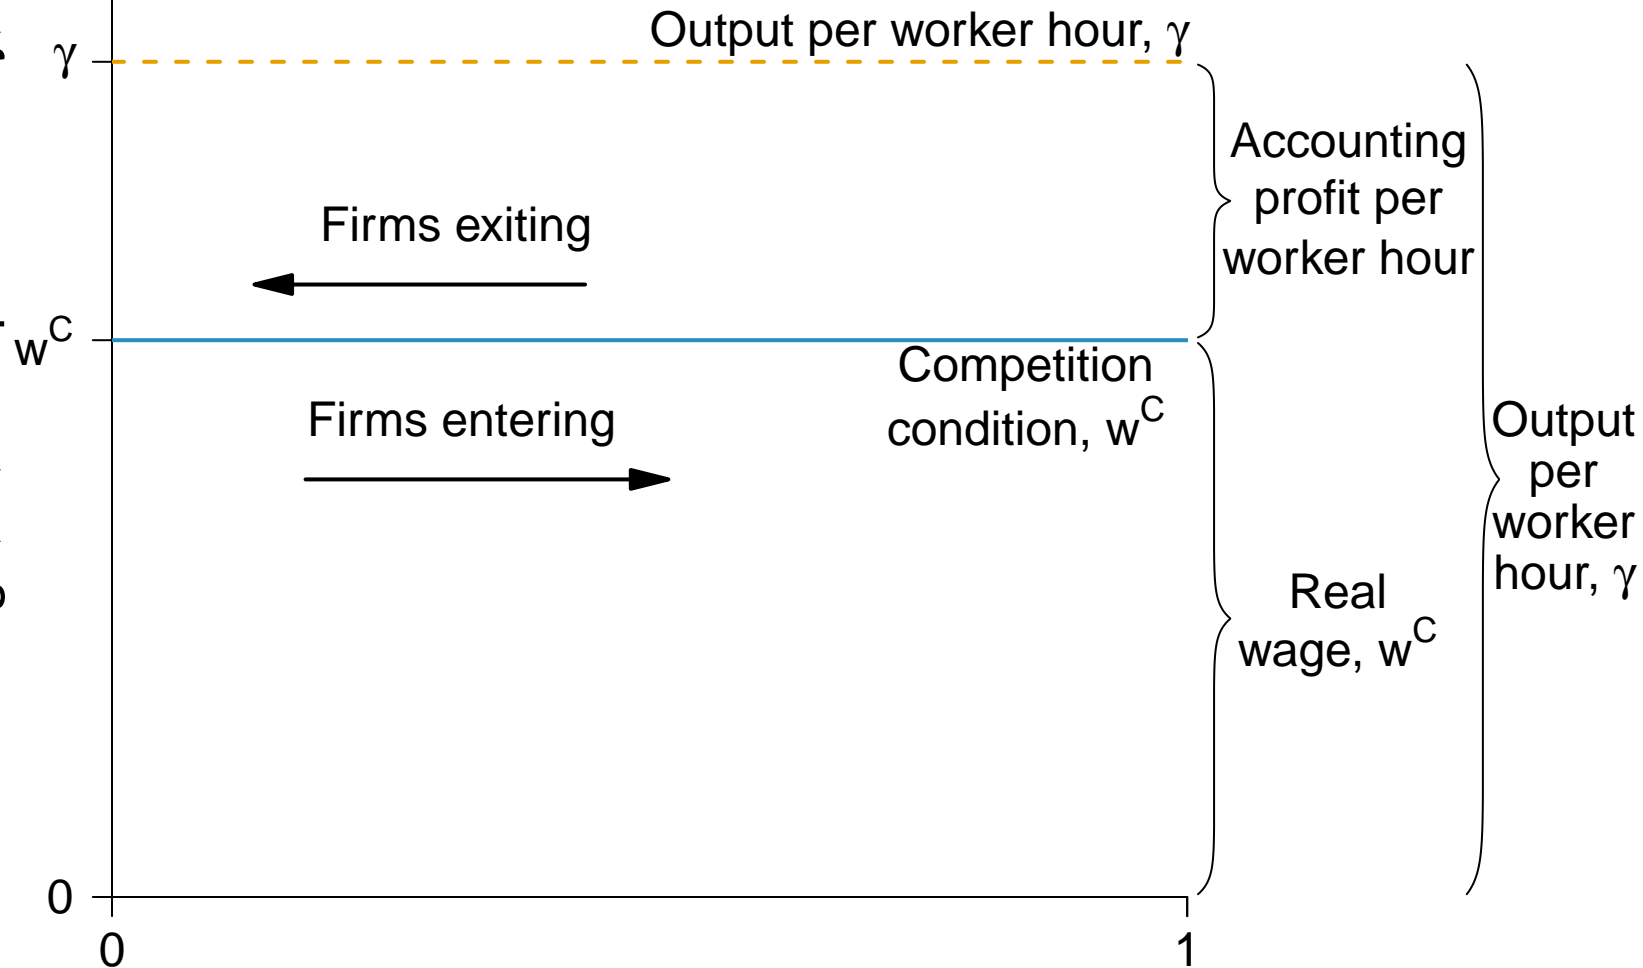 Output per worker hour, γ
γ
Accounting
profit per
worker hour
Firms exiting
w^C
Competition
condition, w^C
Firms entering
Output
per
worker
hour, γ
Real
wage, w^C
0
0
1